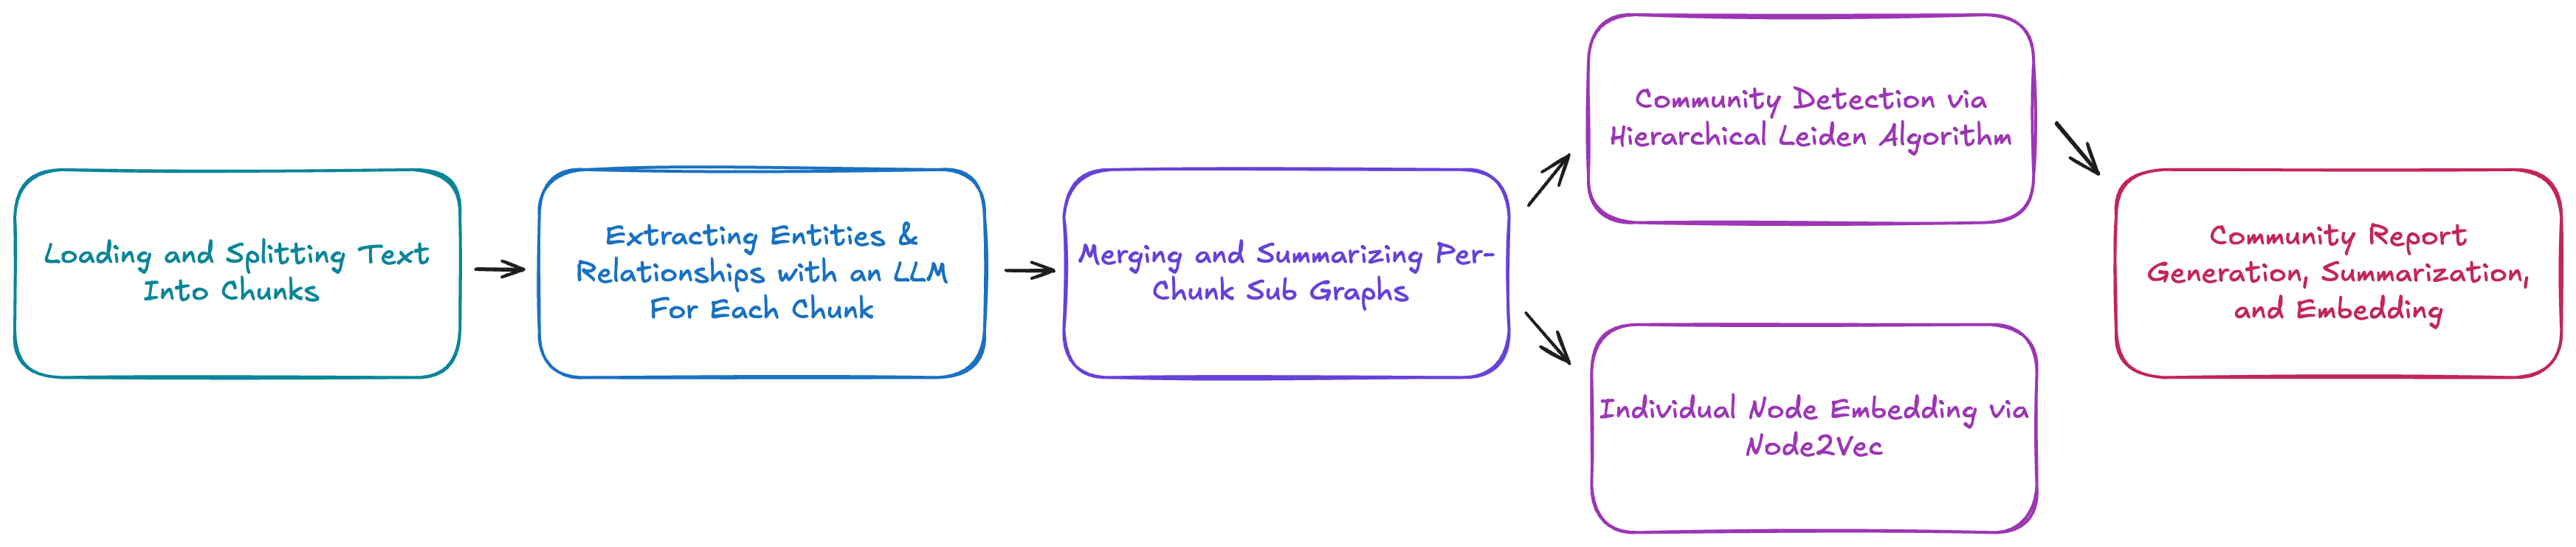 Loading and Splitting Text
Into Chunks
Extracting Entities &
Relationships with an LLM
For Each Chunk
Merging and Summarizing Per-
Chunk Sub Graphs
Community Detection via
Hierarchical Leiden Algorithm
Individual Node Embedding via
Node2Vec
Community Report
Generation, Summarization,
and Embedding